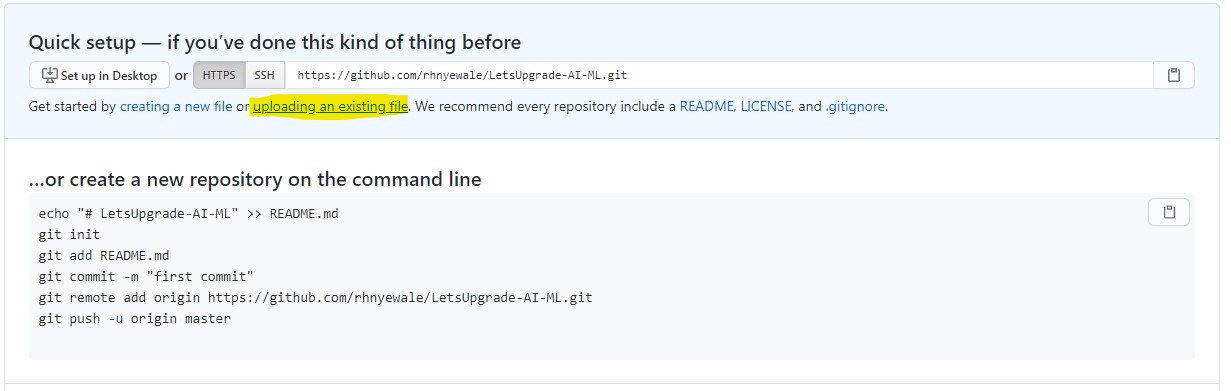 Quick setup — if you’ve done this kind of thing before
Set up in Desktop or HTTPS SSH https://github.com/rhnyewale/LetsUpgrade-AI-ML.git
Get started by creating a new file or uploading an existing file. We recommend every repository include a README, LICENSE, and .gitignore.
…or create a new repository on the command line
echo "# LetsUpgrade-AI-ML" >> README.md
git init
git add README.md
git commit -m "first commit"
git remote add origin https://github.com/rhnyewale/LetsUpgrade-AI-ML.git
git push -u origin master